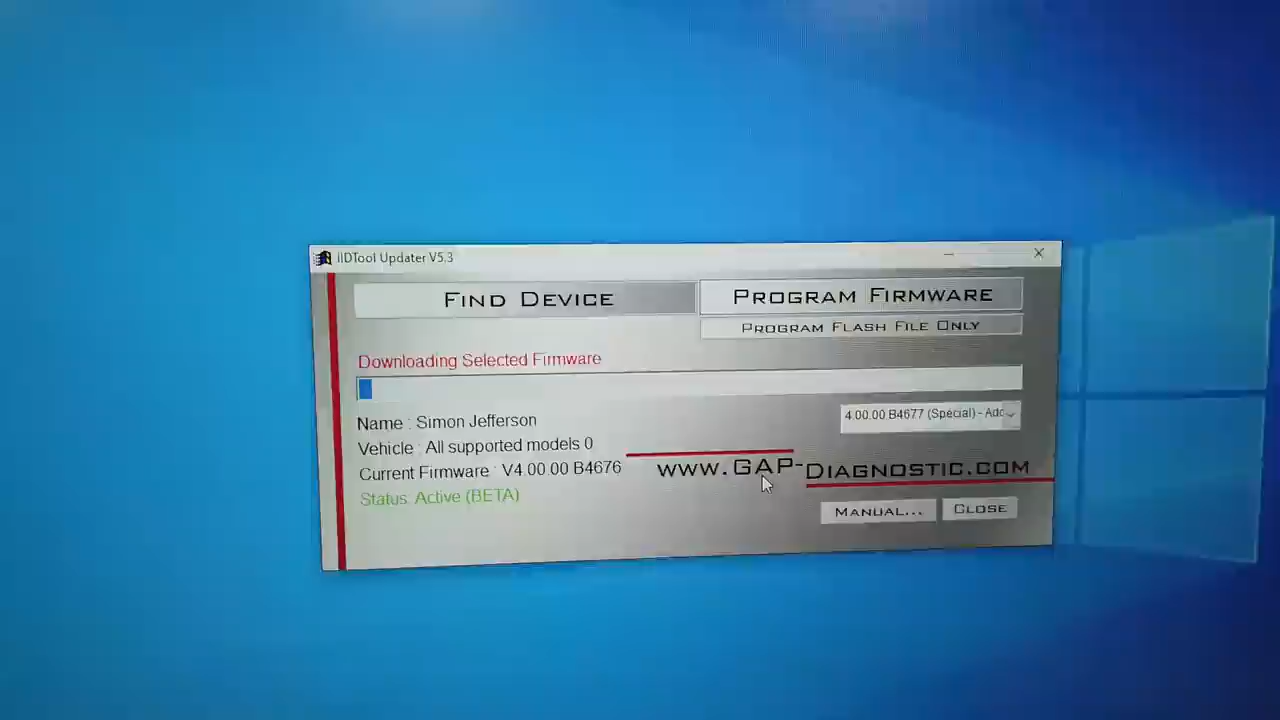 IIDTool Updater V5.3
FIND DEVICE
PROGRAM FIRMWARE
PROGRAM FLASH FILE ONLY
Downloading Selected Firmware
Name : Simon Jefferson
4.00.00 B4677 (Special) - Add
Vehicle : All supported models 0
Current Firmware : V4.00.00 B4676
WWW.GAP-DIAGNOSTIC.COM
Status: Active (BETA)
MANUAL...
CLOSE